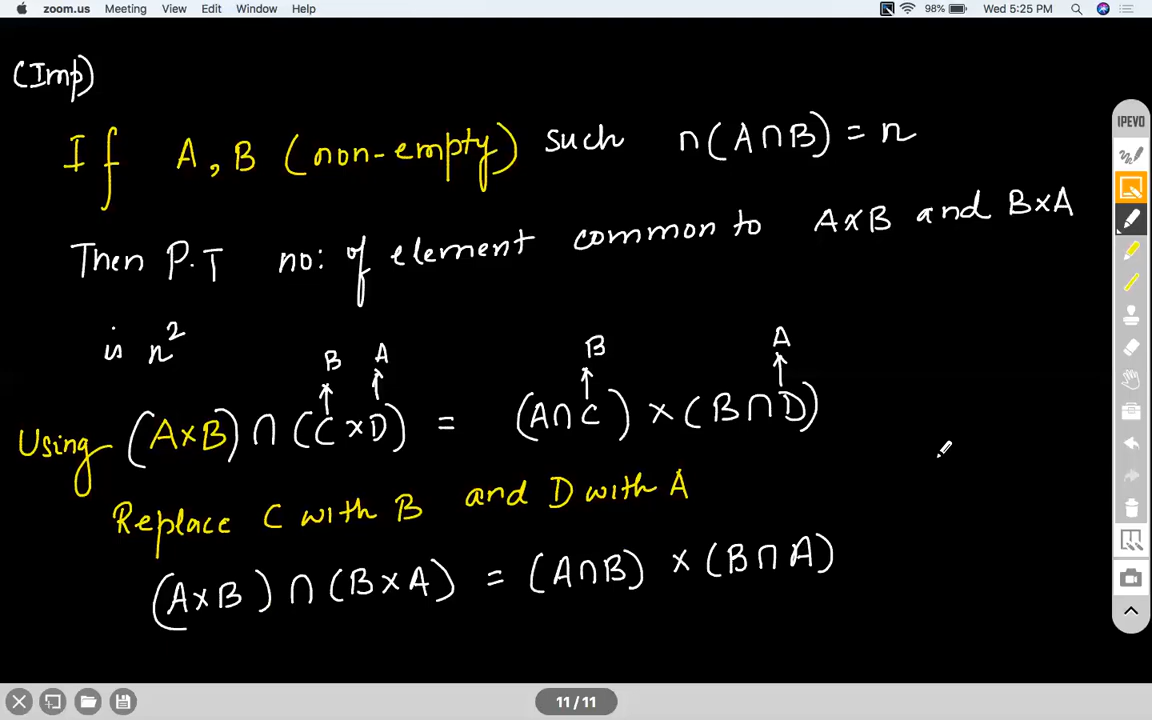 zoom.us Meeting View Edit Window Help 98% Wed 5:25 PM
(Imp)
IPEVO
If A, B (non-empty) such n(A∩B) = n
Then P.T no: of element common to A×B and B×A
is n²
B A B A
Using (A×B) ∩ (C×D) = (A∩C) × (B∩D)
Replace C with B and D with A
(A×B) ∩ (B×A) = (A∩B) × (B∩A)
11/11